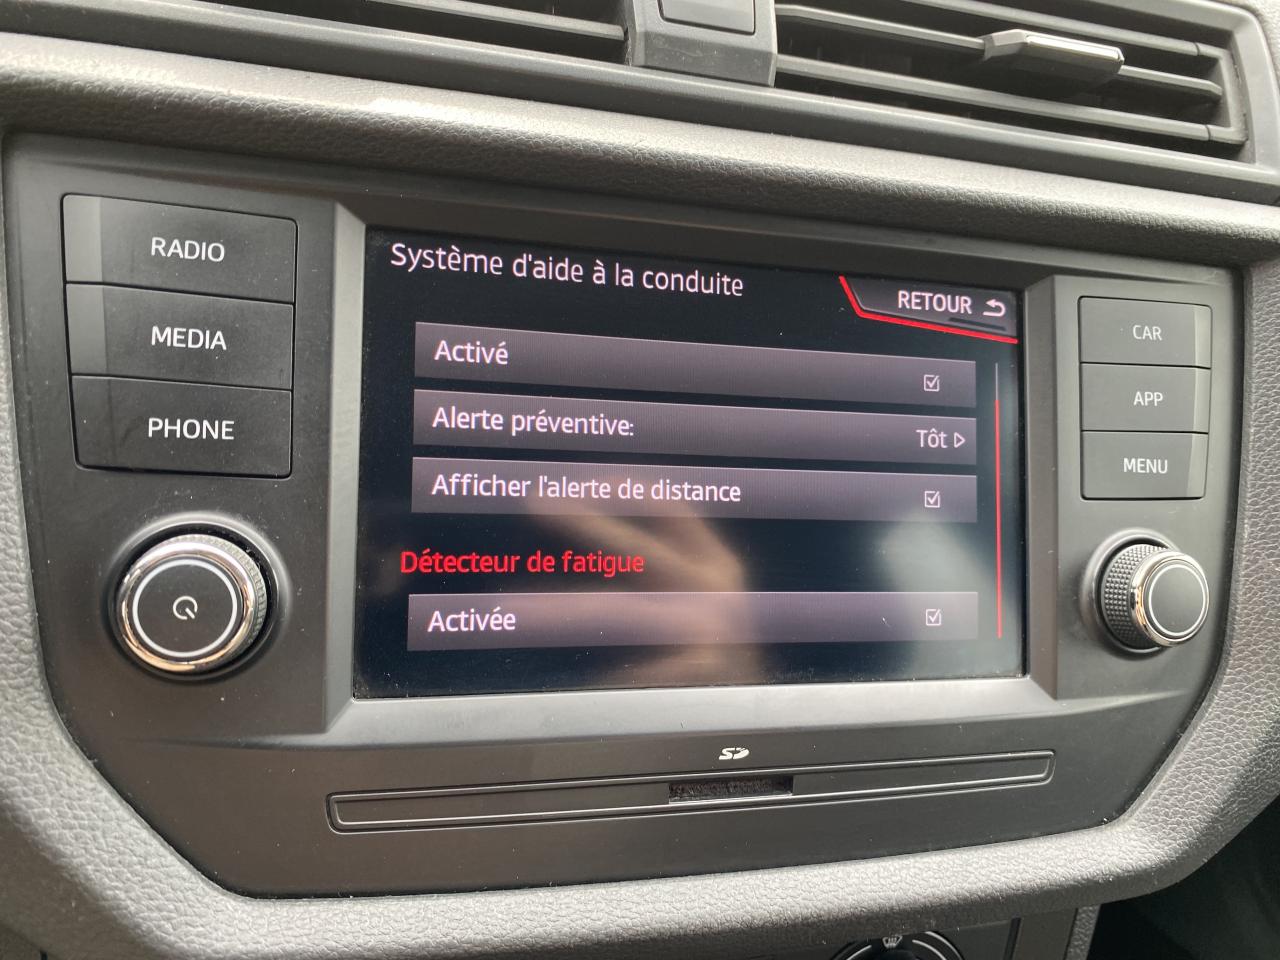 RADIO
MEDIA
PHONE
Système d'aide à la conduite
RETOUR
Activé
Alerte préventive:
Tôt
Afficher l'alerte de distance
Détecteur de fatigue
Activée
CAR
APP
MENU
SD